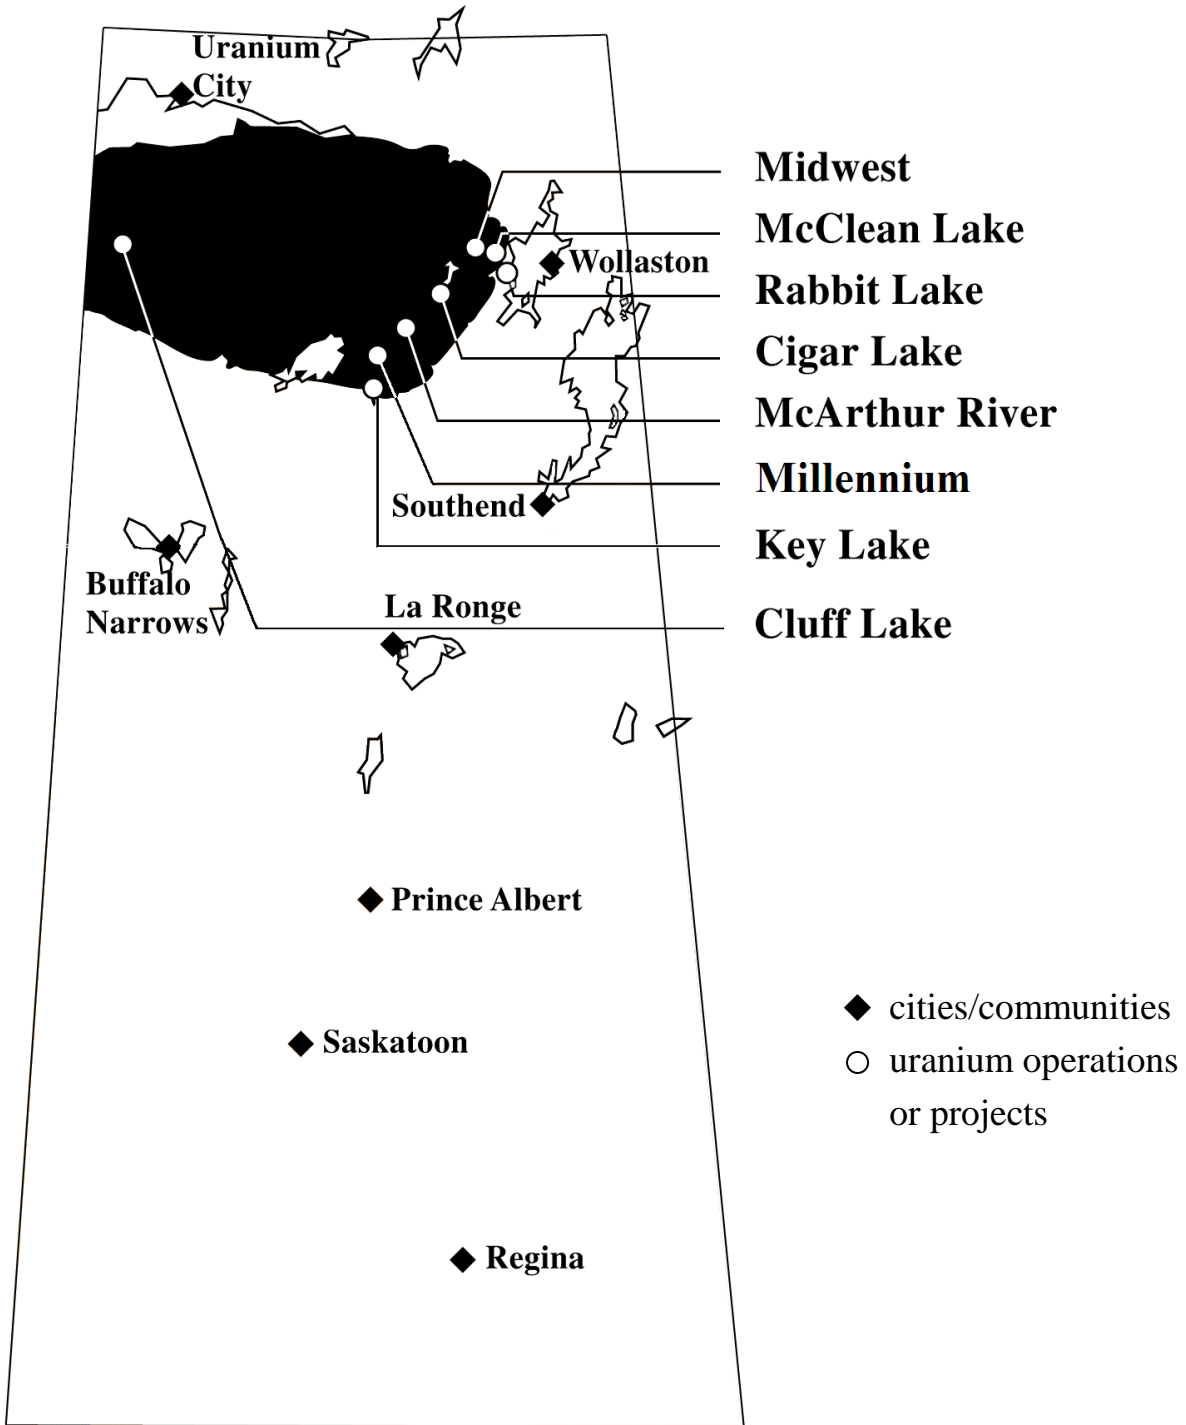 Uranium
City
Midwest
McClean Lake
Wollaston
Rabbit Lake
Cigar Lake
McArthur River
Millennium
Southend
Key Lake
Buffalo
Narrows
La Ronge
Cluff Lake
Prince Albert
Saskatoon
Regina
cities/communities
uranium operations
or projects